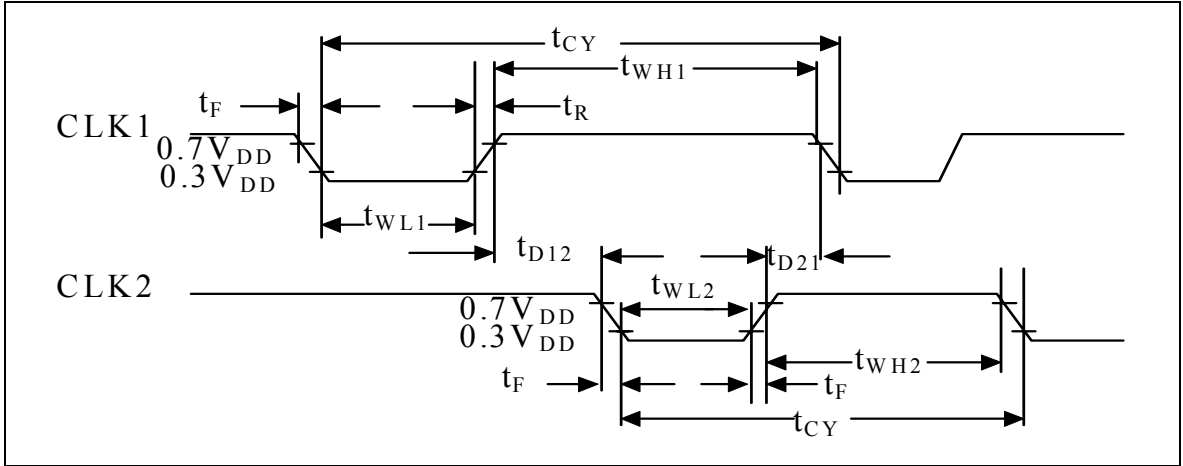 tCY
tWH1
tF
tR
CLK1
0.7VDD
0.3VDD
tWL1
tD12
tD21
CLK2
tWL2
0.7VDD
0.3VDD
tWH2
tF
tF
tCY